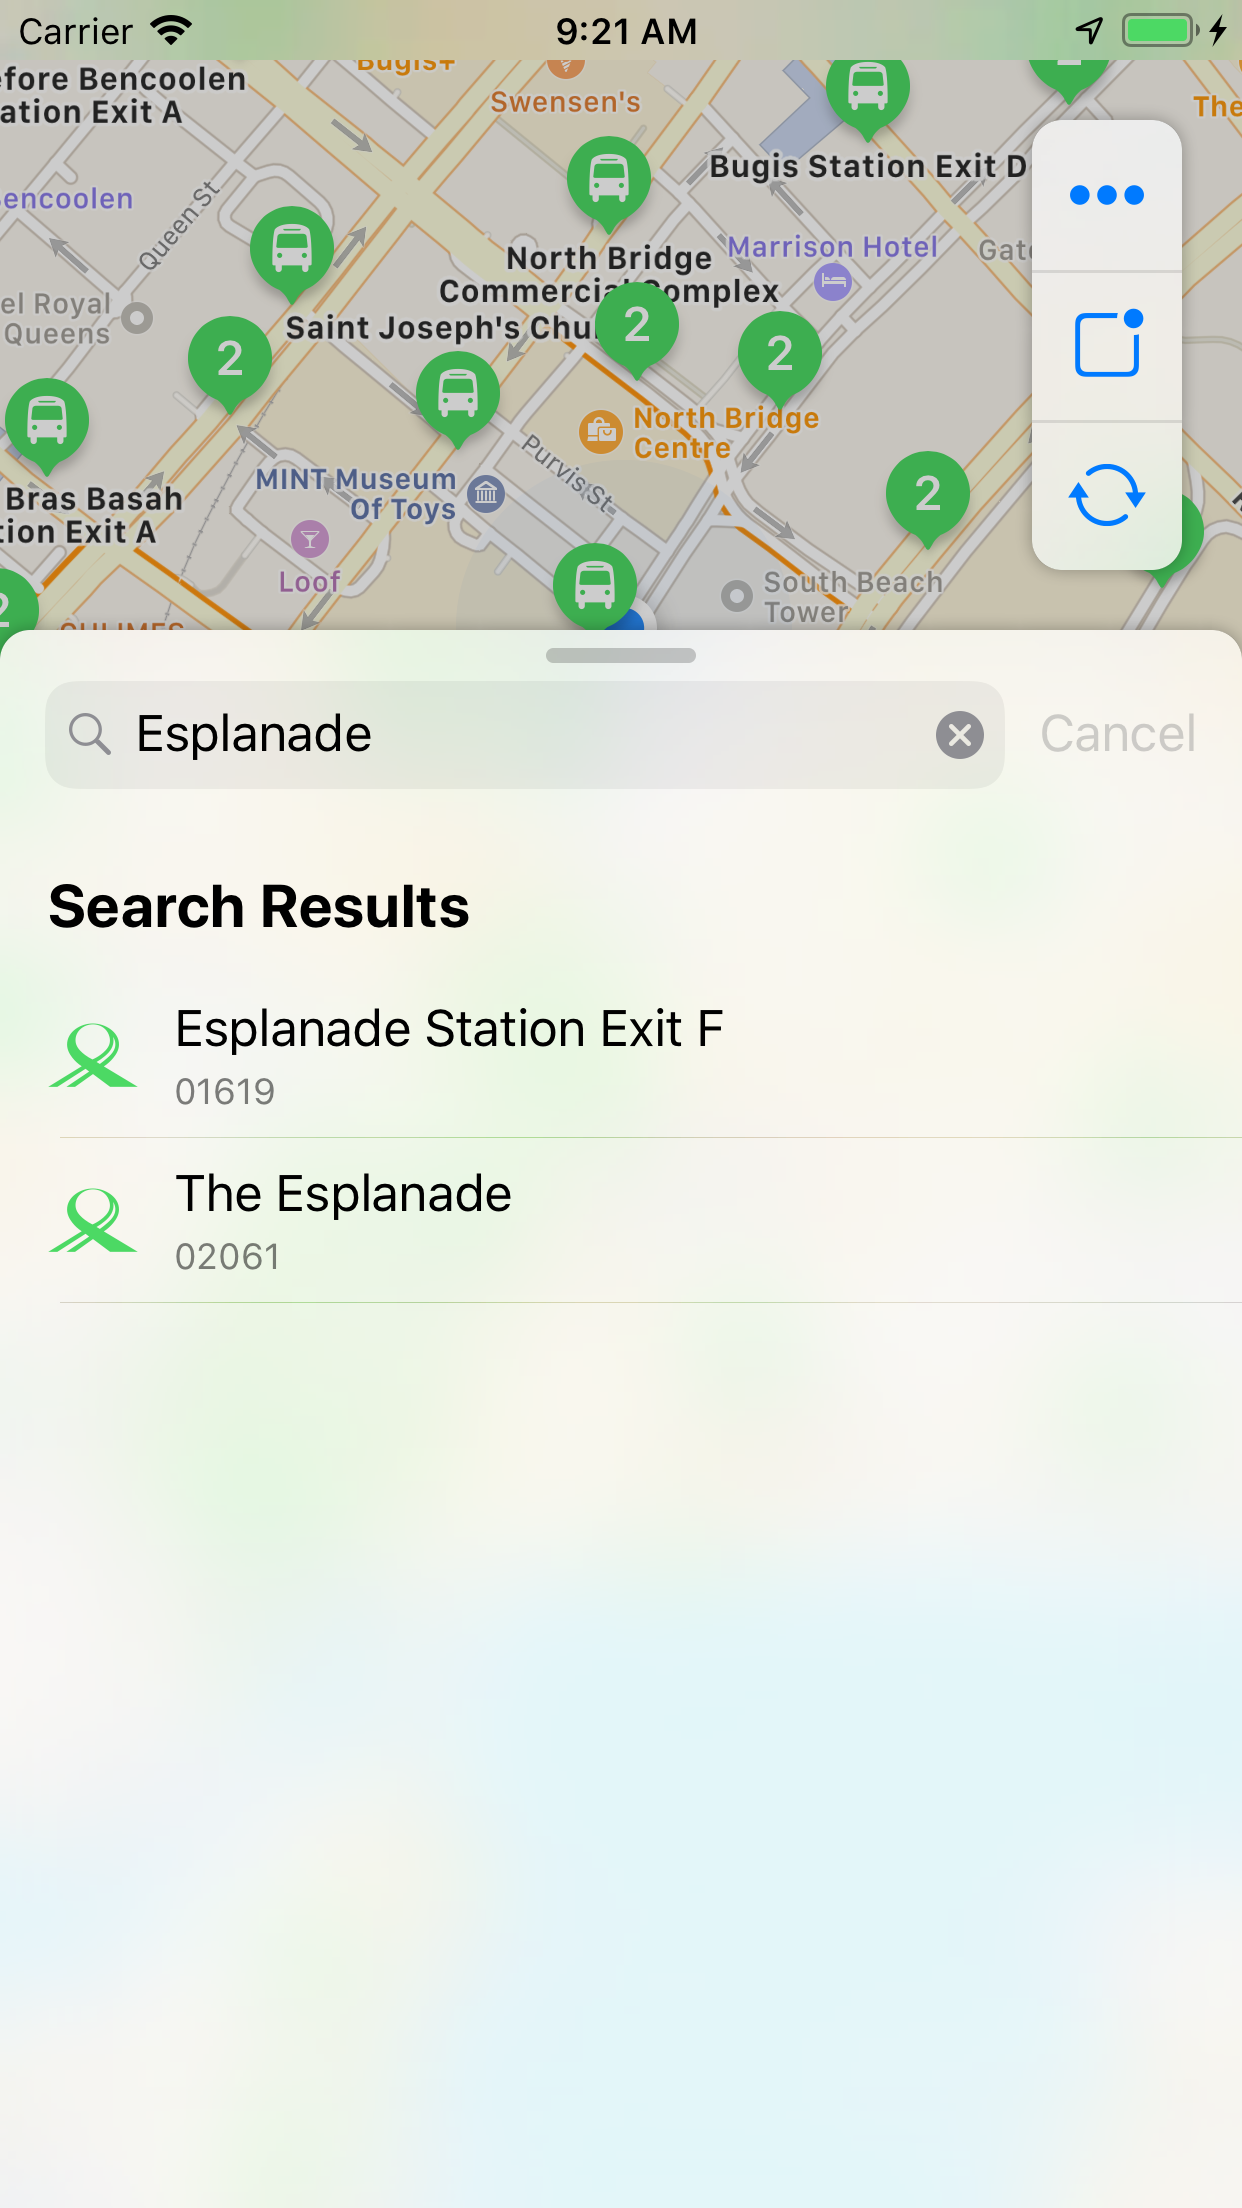 Carrier
9:21 AM
efore Bencoolen
ation Exit A
Bugis+
Swensen's
The
Bugis Station Exit D
encoolen
Queen St
North Bridge
Commercial Complex
Marrison Hotel
Gate
el Royal
Queens
Saint Joseph's Chu
2
2
2
North Bridge
Centre
Purvis St
MINT Museum
Of Toys
2
Bras Basah
tion Exit A
Loof
South Beach
Tower
2
Esplanade
Cancel
Search Results
Esplanade Station Exit F
01619
The Esplanade
02061